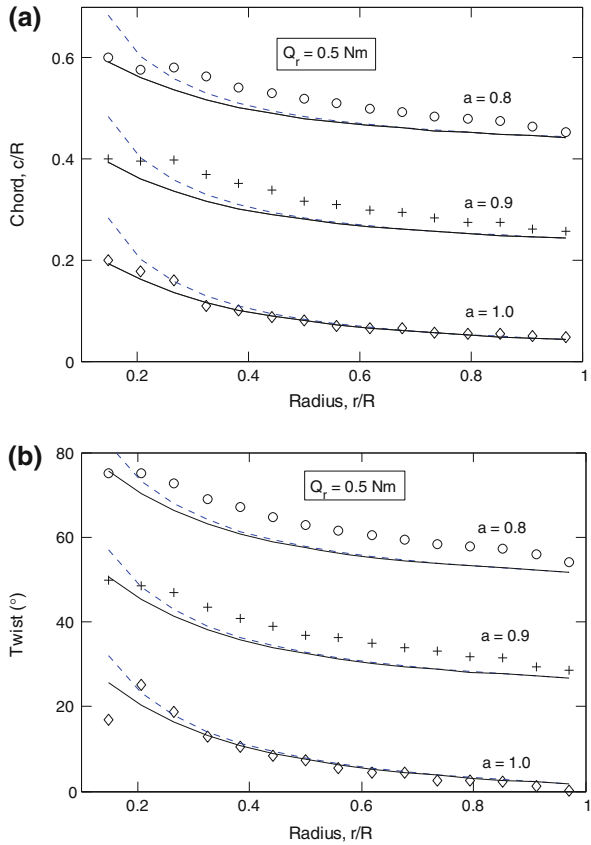 (a)
Q_r = 0.5 Nm
a = 0.8
a = 0.9
a = 1.0
Chord, c/R
0.6
0.4
0.2
0
0.2
0.4
0.6
0.8
1
Radius, r/R
(b)
Q_r = 0.5 Nm
a = 0.8
a = 0.9
a = 1.0
Twist (°)
80
60
40
20
0
0.2
0.4
0.6
0.8
1
Radius, r/R